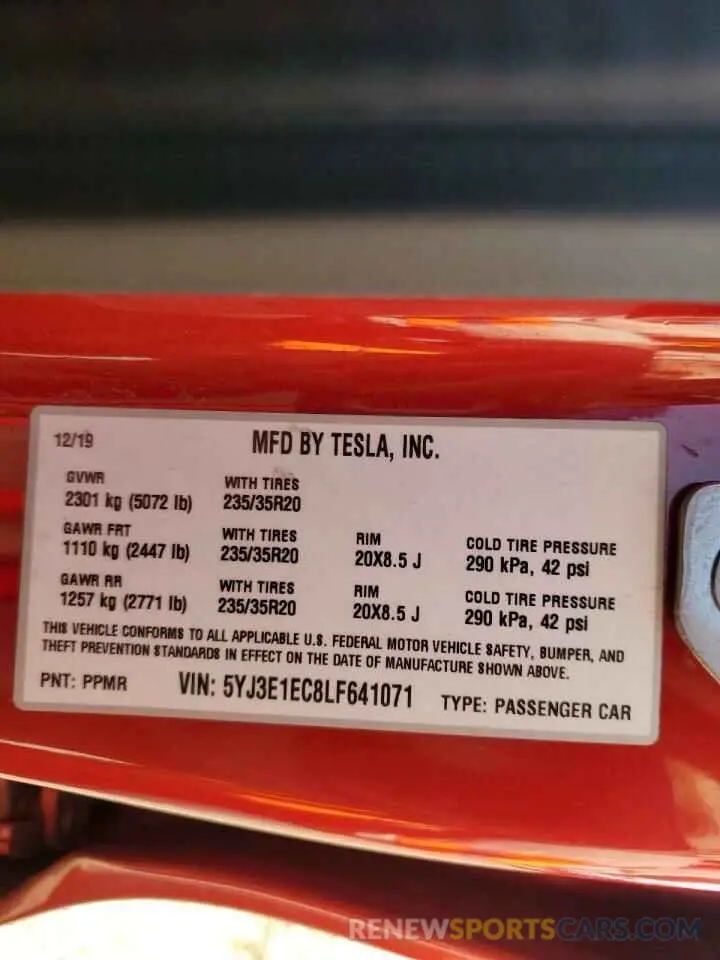 12/19 MFD BY TESLA, INC.
GVWR WITH TIRES
2301 kg (5072 lb) 235/35R20
GAWR FRT WITH TIRES RIM COLD TIRE PRESSURE
1110 kg (2447 lb) 235/35R20 20X8.5 J 290 kPa, 42 psi
GAWR RR WITH TIRES RIM COLD TIRE PRESSURE
1257 kg (2771 lb) 235/35R20 20X8.5 J 290 kPa, 42 psi
THIS VEHICLE CONFORMS TO ALL APPLICABLE U.S. FEDERAL MOTOR VEHICLE SAFETY, BUMPER, AND
THEFT PREVENTION STANDARDS IN EFFECT ON THE DATE OF MANUFACTURE SHOWN ABOVE.
PNT: PPMR VIN: 5YJ3E1EC8LF641071 TYPE: PASSENGER CAR
RENEWSPORTSCARS.COM